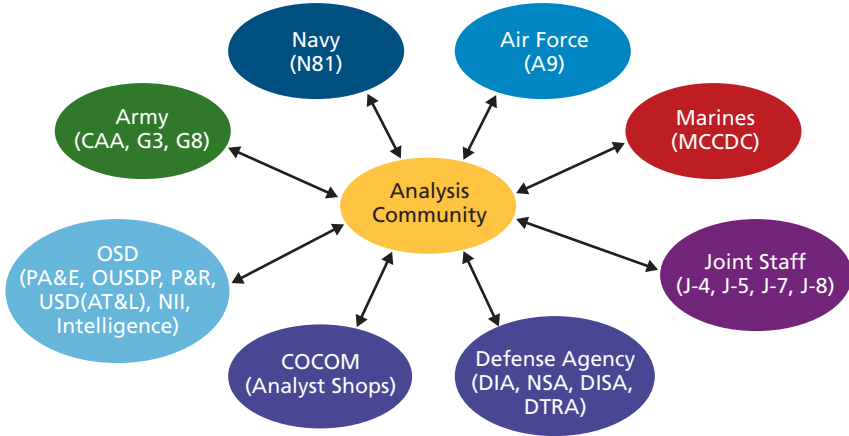 Navy
(N81)
Air Force
(A9)
Army
(CAA, G3, G8)
Marines
(MCCDC)
Analysis
Community
OSD
(PA&E, OUSDP, P&R,
USD(AT&L), NII,
Intelligence)
Joint Staff
(J-4, J-5, J-7, J-8)
COCOM
(Analyst Shops)
Defense Agency
(DIA, NSA, DISA,
DTRA)